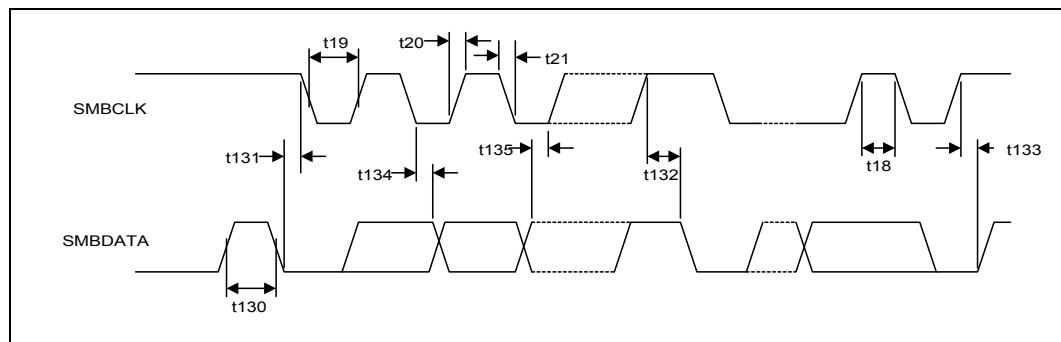 t19
t20
t21
SMBCLK
t131
t135
t134
t132
t18
t133
SMBDATA
t130